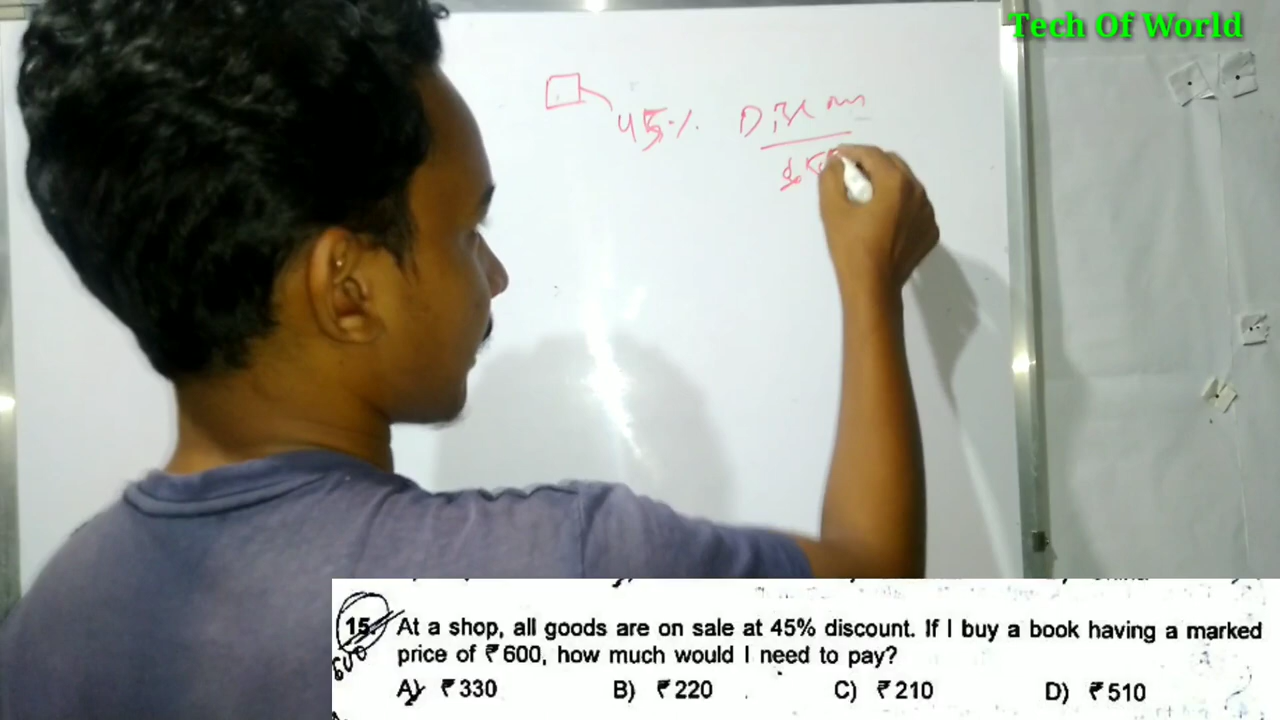 Tech Of World
45%
15. At a shop, all goods are on sale at 45% discount. If I buy a book having a marked
price of ₹600, how much would I need to pay?
600
A) ₹330 B) ₹220 C) ₹210 D) ₹510